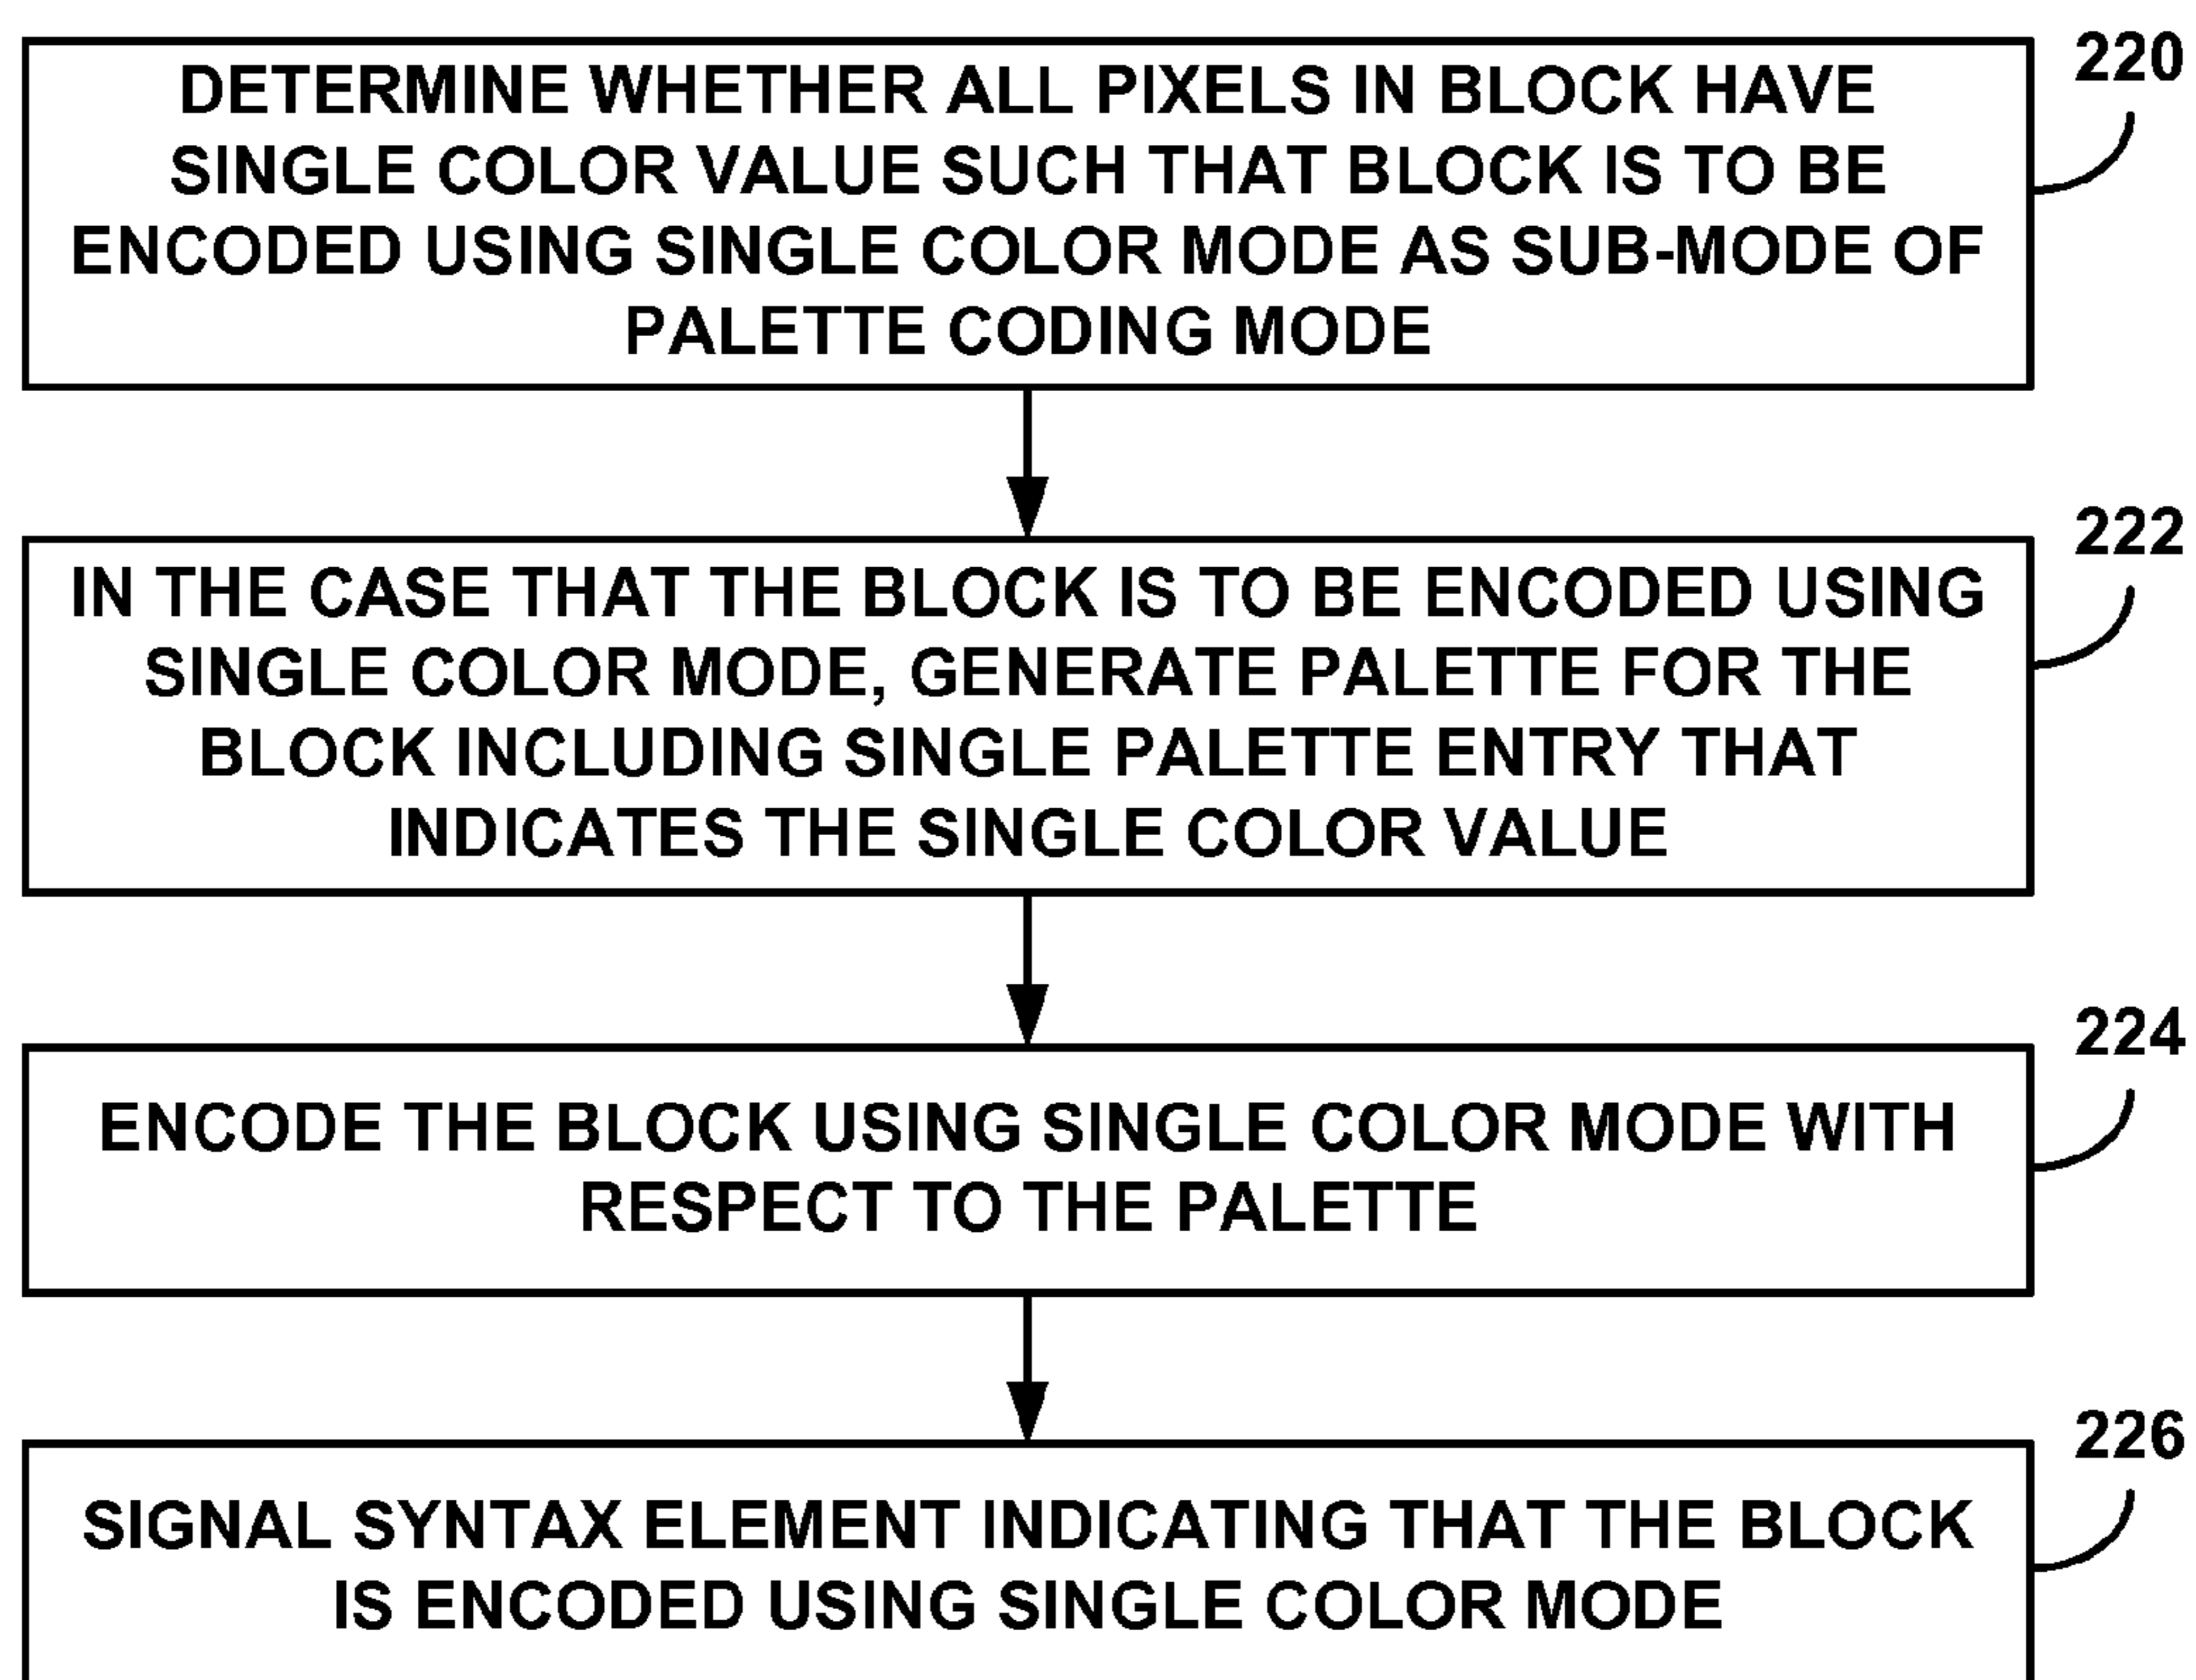 220
DETERMINE WHETHER ALL PIXELS IN BLOCK HAVE
SINGLE COLOR VALUE SUCH THAT BLOCK IS TO BE
ENCODED USING SINGLE COLOR MODE AS SUB-MODE OF
PALETTE CODING MODE
222
IN THE CASE THAT THE BLOCK IS TO BE ENCODED USING
SINGLE COLOR MODE, GENERATE PALETTE FOR THE
BLOCK INCLUDING SINGLE PALETTE ENTRY THAT
INDICATES THE SINGLE COLOR VALUE
224
ENCODE THE BLOCK USING SINGLE COLOR MODE WITH
RESPECT TO THE PALETTE
226
SIGNAL SYNTAX ELEMENT INDICATING THAT THE BLOCK
IS ENCODED USING SINGLE COLOR MODE